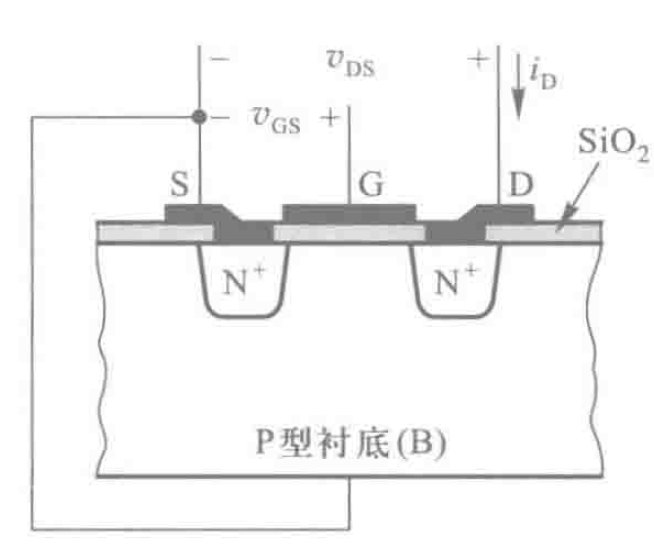 − v_DS + i_D
− v_GS +
SiO₂
S G D
N⁺ N⁺
P型衬底(B)